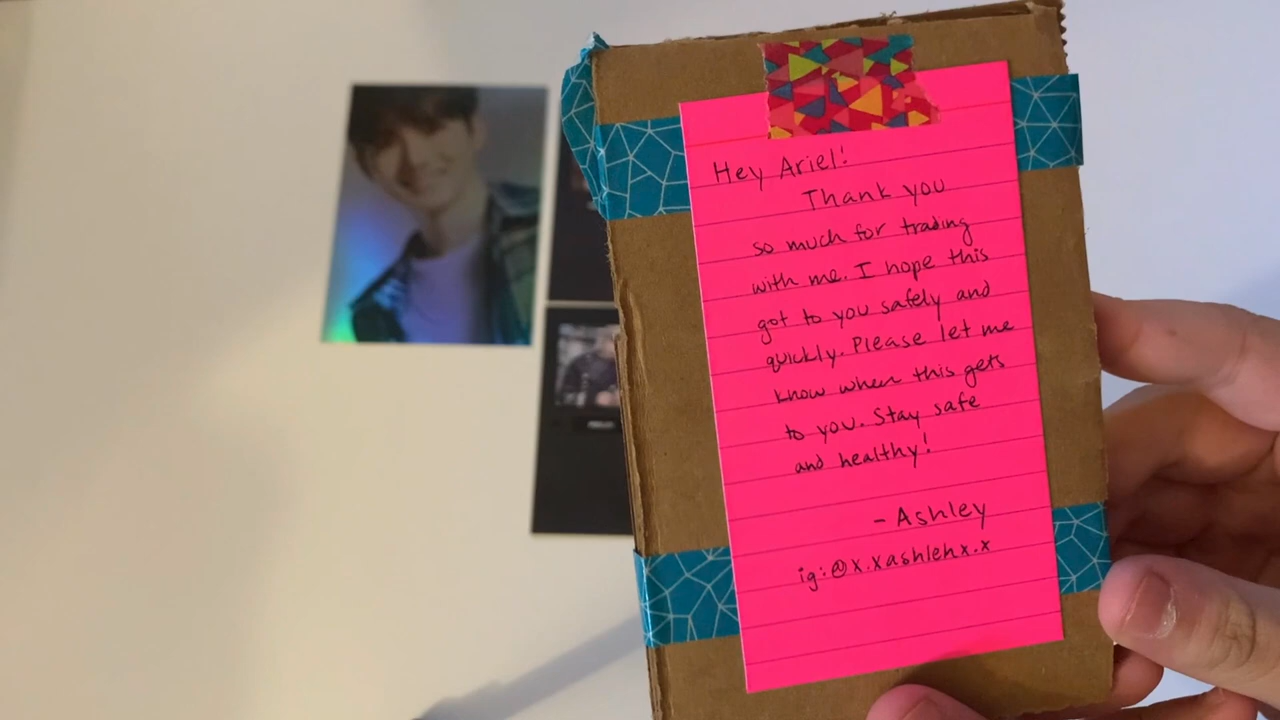 Hey Ariel!
Thank you
so much for trading
with me. I hope this
got to you safely and
quickly. Please let me
know when this gets
to you. Stay safe
and healthy!
- Ashley
ig:@x.xashlehx.x